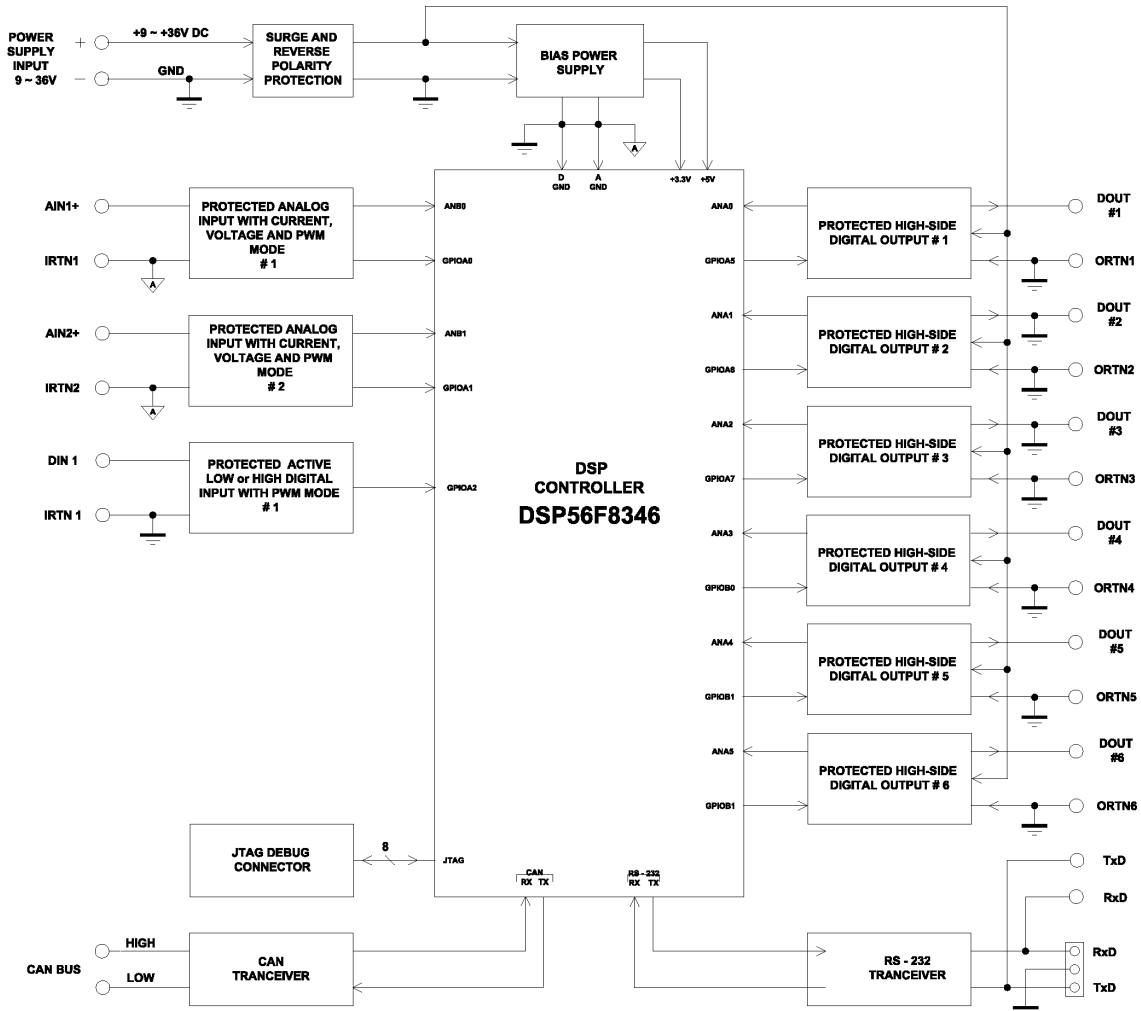 POWER
SUPPLY
INPUT
9 ~ 36V
+
+9 ~ +36V DC
−
GND
SURGE AND
REVERSE
POLARITY
PROTECTION
BIAS POWER
SUPPLY
A
D
GND
A
GND
+3.3V
+5V
AIN1+
IRTN1
A
PROTECTED ANALOG
INPUT WITH CURRENT,
VOLTAGE AND PWM
MODE
# 1
ANB0
GPIOA0
AIN2+
IRTN2
A
PROTECTED ANALOG
INPUT WITH CURRENT,
VOLTAGE AND PWM
MODE
# 2
ANB1
GPIOA1
DIN 1
IRTN 1
PROTECTED ACTIVE
LOW or HIGH DIGITAL
INPUT WITH PWM MODE
# 1
GPIOA2
DSP
CONTROLLER
DSP56F8346
ANA0
GPIOA5
PROTECTED HIGH-SIDE
DIGITAL OUTPUT # 1
DOUT
#1
ORTN1
ANA1
GPIOA6
PROTECTED HIGH-SIDE
DIGITAL OUTPUT # 2
DOUT
#2
ORTN2
ANA2
GPIOA7
PROTECTED HIGH-SIDE
DIGITAL OUTPUT # 3
DOUT
#3
ORTN3
ANA3
GPIOB0
PROTECTED HIGH-SIDE
DIGITAL OUTPUT # 4
DOUT
#4
ORTN4
ANA4
GPIOB1
PROTECTED HIGH-SIDE
DIGITAL OUTPUT # 5
DOUT
#5
ORTN5
ANA5
GPIOB1
PROTECTED HIGH-SIDE
DIGITAL OUTPUT # 6
DOUT
#6
ORTN6
JTAG DEBUG
CONNECTOR
8
JTAG
CAN
RX TX
RS - 232
RX TX
TxD
RxD
CAN BUS
HIGH
LOW
CAN
TRANCEIVER
RS - 232
TRANCEIVER
RxD
TxD